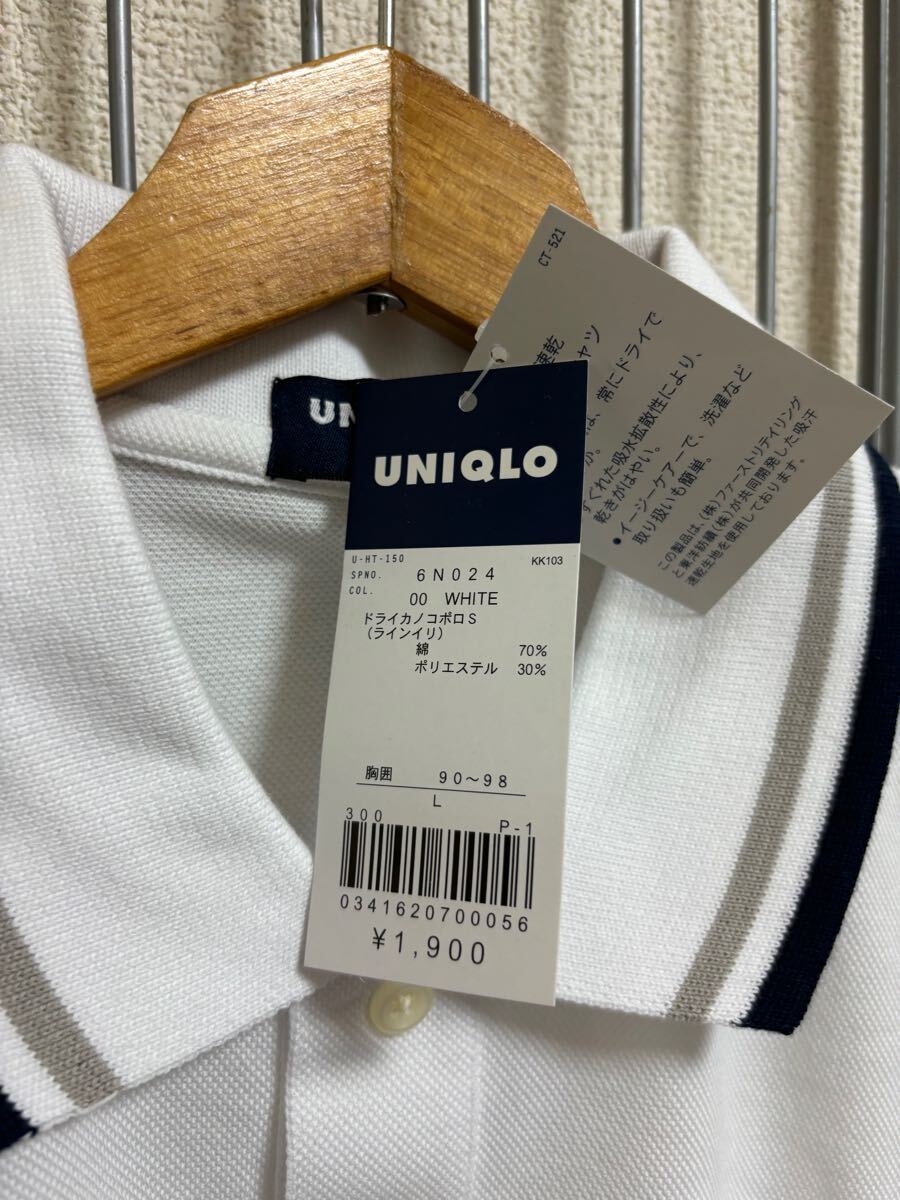 UNIQLO
U-HT-150 KK103
SPNO. 6N024
COL. 00 WHITE
ドライカノコポロS
(ラインイリ)
綿 70%
ポリエステル 30%
胸囲 90〜98
L
300 P-1
0341620700056
¥1,900
UN
CT-521
速乾
ャツ
は、常にドライで
か。
すぐれた吸水拡散性により、
乾きがはやい。
●イージーケアーで、洗濯など
取り扱いも簡単。
この製品は、(株)ファーストリテイリング
と東洋紡績(株)が共同開発した吸汗
速乾生地を使用しております。